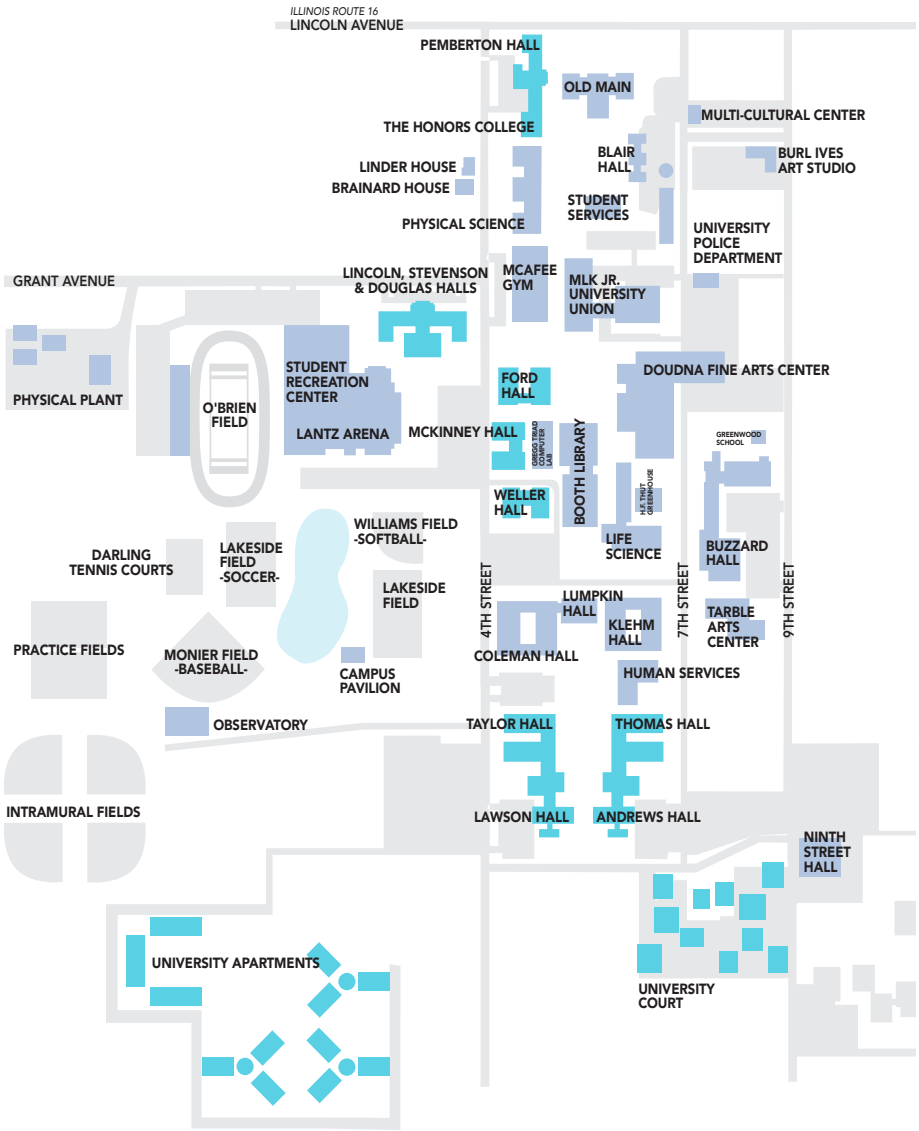 ILLINOIS ROUTE 16
LINCOLN AVENUE
PEMBERTON HALL
OLD MAIN
MULTI-CULTURAL CENTER
THE HONORS COLLEGE
BLAIR
HALL
BURL IVES
ART STUDIO
LINDER HOUSE
BRAINARD HOUSE
STUDENT
SERVICES
PHYSICAL SCIENCE
UNIVERSITY
POLICE
DEPARTMENT
GRANT AVENUE
LINCOLN, STEVENSON
& DOUGLAS HALLS
MCAFEE
GYM
MLK JR.
UNIVERSITY
UNION
STUDENT
RECREATION
CENTER
DOUDNA FINE ARTS CENTER
FORD
HALL
PHYSICAL PLANT
O'BRIEN
FIELD
LANTZ ARENA
MCKINNEY HALL
GREGG TRIAD
COMPUTER
LAB
BOOTH LIBRARY
GREENWOOD
SCHOOL
H.F. THUT
GREENHOUSE
WELLER
HALL
WILLIAMS FIELD
-SOFTBALL-
LIFE
SCIENCE
BUZZARD
HALL
DARLING
TENNIS COURTS
LAKESIDE
FIELD
-SOCCER-
LAKESIDE
FIELD
4TH STREET
7TH STREET
9TH STREET
LUMPKIN
HALL
KLEHM
HALL
TARBLE
ARTS
CENTER
PRACTICE FIELDS
MONIER FIELD
-BASEBALL-
COLEMAN HALL
CAMPUS
PAVILION
HUMAN SERVICES
OBSERVATORY
TAYLOR HALL
THOMAS HALL
INTRAMURAL FIELDS
LAWSON HALL
ANDREWS HALL
NINTH
STREET
HALL
UNIVERSITY APARTMENTS
UNIVERSITY
COURT